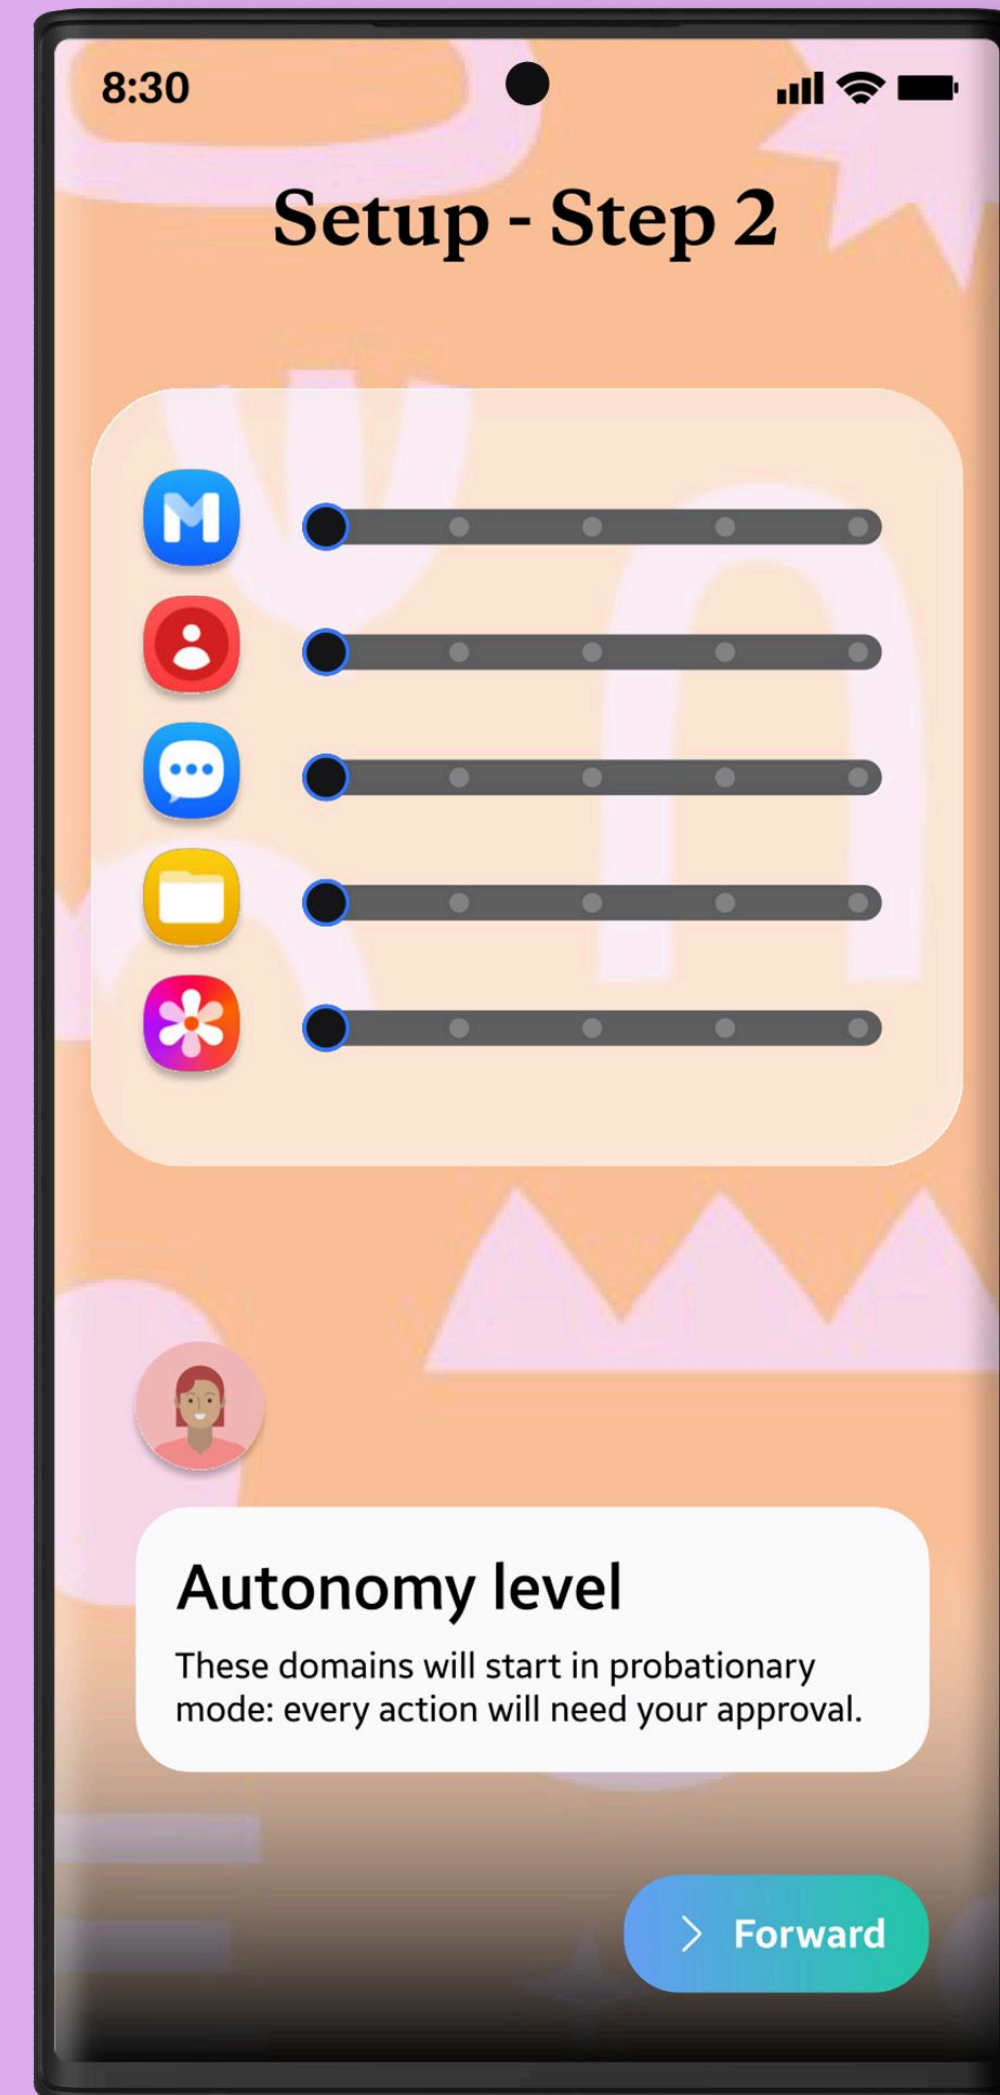 8:30
Setup - Step 2
M
Autonomy level
These domains will start in probationary
mode: every action will need your approval.
Forward